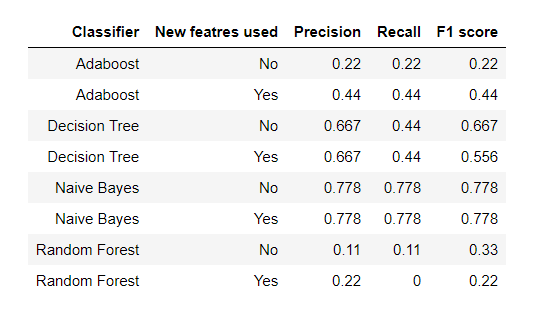 Classifier New featres used Precision Recall F1 score
Adaboost No 0.22 0.22 0.22
Adaboost Yes 0.44 0.44 0.44
Decision Tree No 0.667 0.44 0.667
Decision Tree Yes 0.667 0.44 0.556
Naive Bayes No 0.778 0.778 0.778
Naive Bayes Yes 0.778 0.778 0.778
Random Forest No 0.11 0.11 0.33
Random Forest Yes 0.22 0 0.22